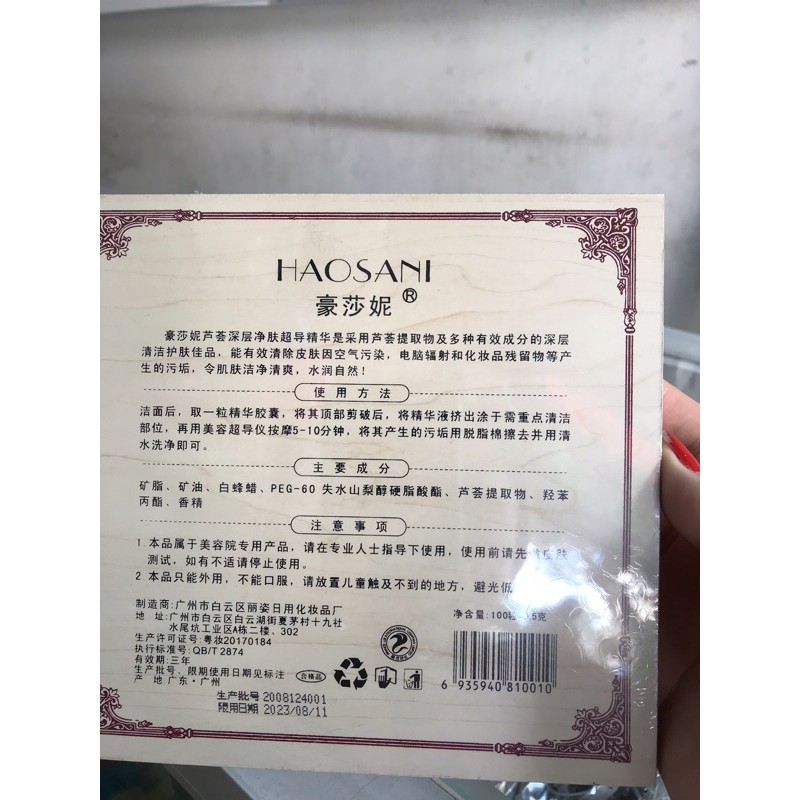 HAOSANI
豪莎妮®
豪莎妮芦荟深层净肤超导精华是采用芦荟提取物及多种有效成分的深层
清洁护肤佳品，能有效清除皮肤因空气污染，电脑辐射和化妆品残留物等产
生的污垢，令肌肤洁净清爽，水润自然！
使用方法
洁面后，取一粒精华胶囊，将其顶部剪破后，将精华液挤出涂于需重点清洁
部位，再用美容超导仪按摩5-10分钟，将其产生的污垢用脱脂棉擦去并用清
水洗净即可。
主要成分
矿脂、矿油、白蜂蜡、PEG-60 失水山梨醇硬脂酸酯、芦荟提取物、羟苯
丙酯、香精
注意事项
1.本品属于美容院专用产品，请在专业人士指导下使用，使用前请先 皮肤
测试，如有不适请停止使用。
2 本品只能外用，不能口服，请放置儿童触及不到的地方，避光低
制造商：广州市白云区丽姿日用化妆品厂
地 址：广州市白云区白云湖街夏茅村十九社
水尾坑工业区A栋二楼、302
生产许可证号：粤妆20170184
执行标准号：QB/T 2874
有效期：三年
生产批号、限期使用日期见标注
产 地 广东·广州
合格品
净含量：100粒 .5克
6 935940 810010
生产批号 2008124001
限用日期 2023/08/11